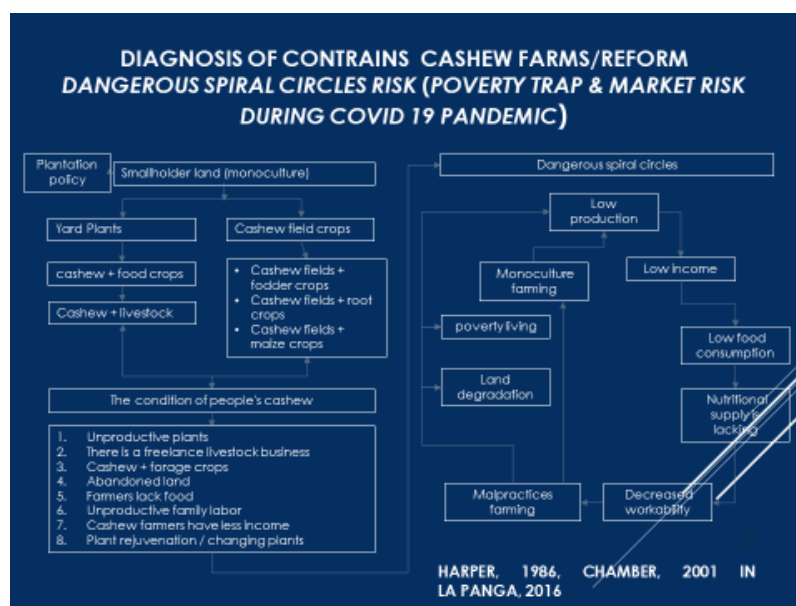 DIAGNOSIS OF CONTRAINS CASHEW FARMS/REFORM
DANGEROUS SPIRAL CIRCLES RISK (POVERTY TRAP & MARKET RISK
DURING COVID 19 PANDEMIC)
Plantation
policy
Smallholder land (monoculture)
Yard Plants
Cashew field crops
cashew + food crops
Cashew + livestock
• Cashew fields +
fodder crops
• Cashew fields + root
crops
• Cashew fields +
maize crops
The condition of people's cashew
1. Unproductive plants
2. There is a freelance livestock business
3. Cashew + forage crops
4. Abandoned land
5. Farmers lack food
6. Unproductive family labor
7. Cashew farmers have less income
8. Plant rejuvenation / changing plants
Dangerous spiral circles
Low
production
Monoculture
farming
Low income
poverty living
Low food
consumption
Land
degradation
Nutritional
supply is
lacking
Malpractices
farming
Decreased
workability
HARPER, 1986, CHAMBER, 2001 IN
LA PANGA, 2016